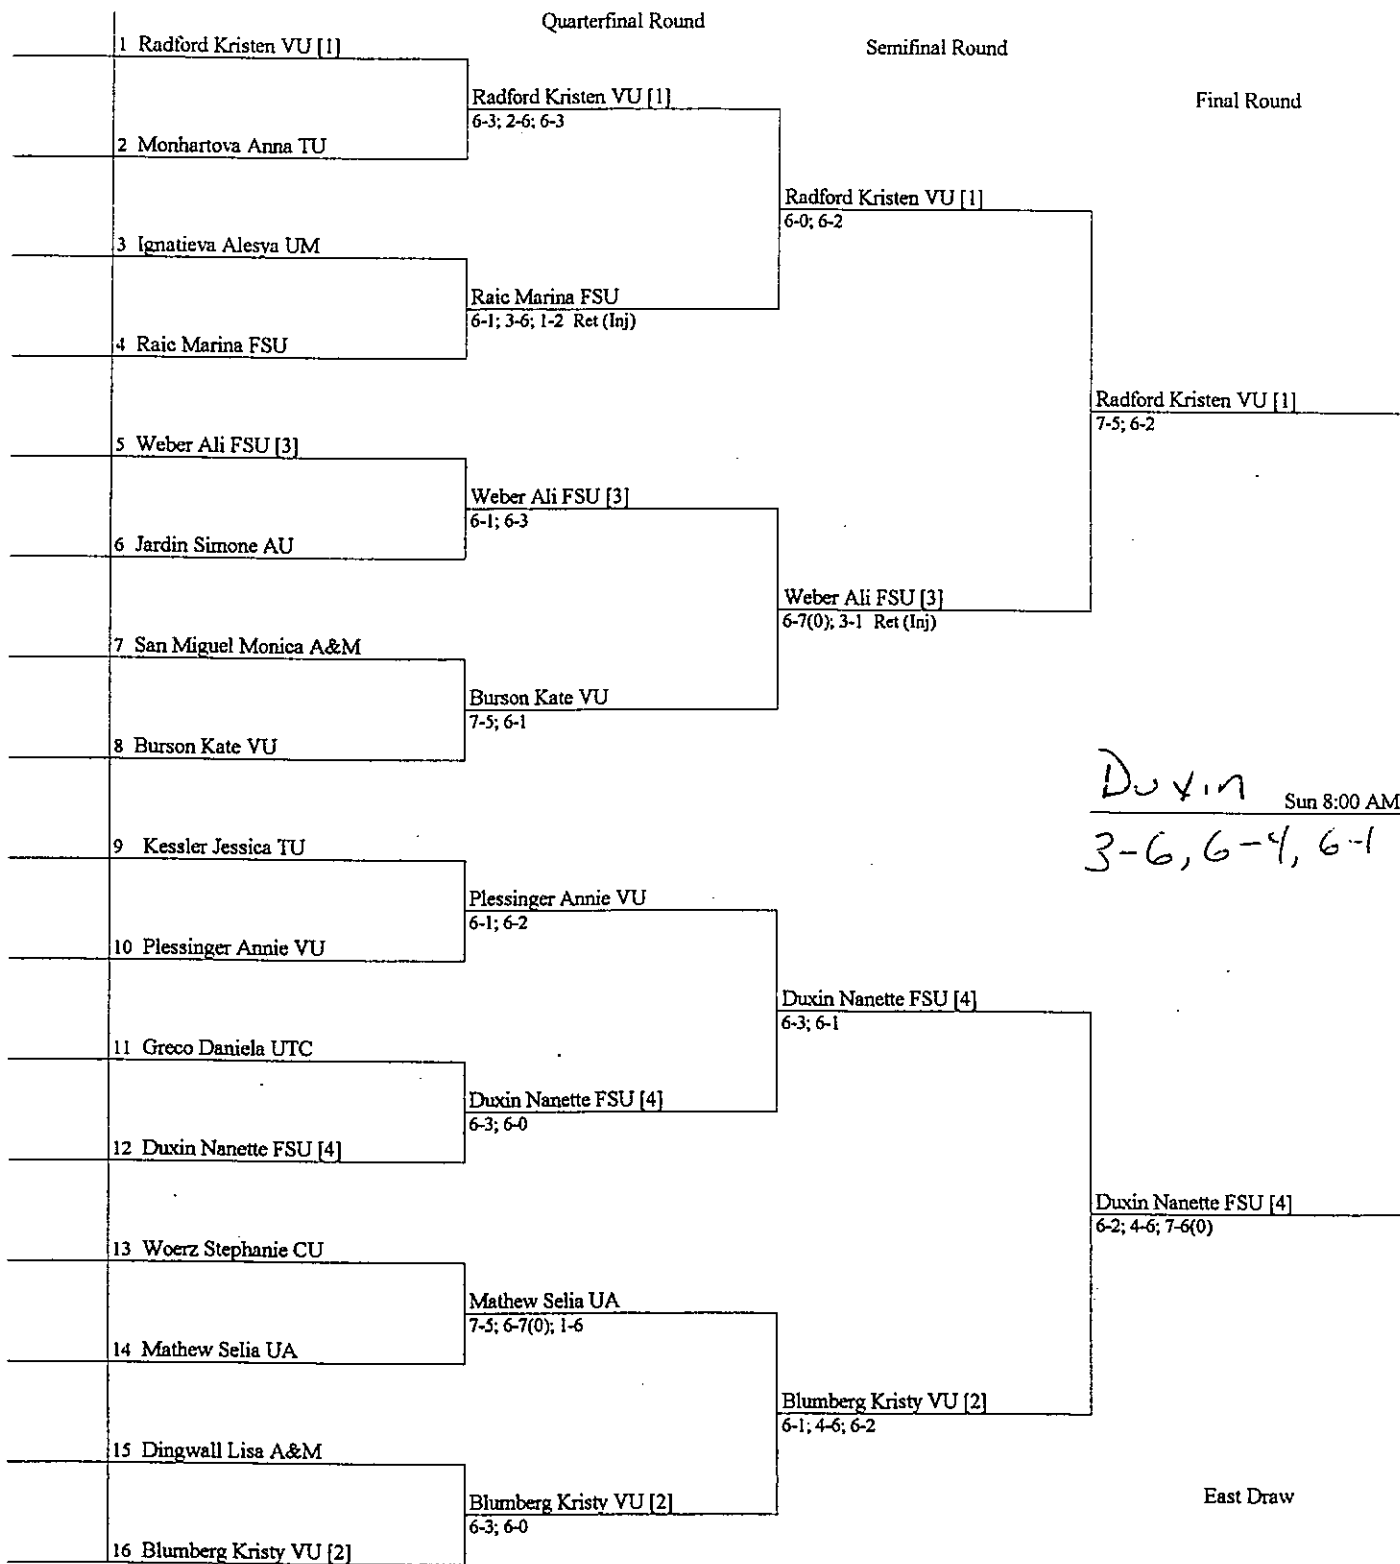 Quarterfinal Round
Semifinal Round
Final Round
1 Radford Kristen VU [1]
Radford Kristen VU [1]
6-3; 2-6; 6-3
2 Monhartova Anna TU
Radford Kristen VU [1]
6-0; 6-2
3 Ignatieva Alesya UM
Raic Marina FSU
6-1; 3-6; 1-2 Ret (Inj)
4 Raic Marina FSU
Radford Kristen VU [1]
7-5; 6-2
5 Weber Ali FSU [3]
Weber Ali FSU [3]
6-1; 6-3
6 Jardin Simone AU
Weber Ali FSU [3]
6-7(0); 3-1 Ret (Inj)
7 San Miguel Monica A&M
Burson Kate VU
7-5; 6-1
8 Burson Kate VU
Duxin Sun 8:00 AM
3-6, 6-4, 6-1
9 Kessler Jessica TU
Plessinger Annie VU
6-1; 6-2
10 Plessinger Annie VU
Duxin Nanette FSU [4]
6-3; 6-1
11 Greco Daniela UTC
Duxin Nanette FSU [4]
6-3; 6-0
12 Duxin Nanette FSU [4]
Duxin Nanette FSU [4]
6-2; 4-6; 7-6(0)
13 Woerz Stephanie CU
Mathew Selia UA
7-5; 6-7(0); 1-6
14 Mathew Selia UA
Blumberg Kristy VU [2]
6-1; 4-6; 6-2
15 Dingwall Lisa A&M
Blumberg Kristy VU [2]
6-3; 6-0
East Draw
16 Blumberg Kristy VU [2]